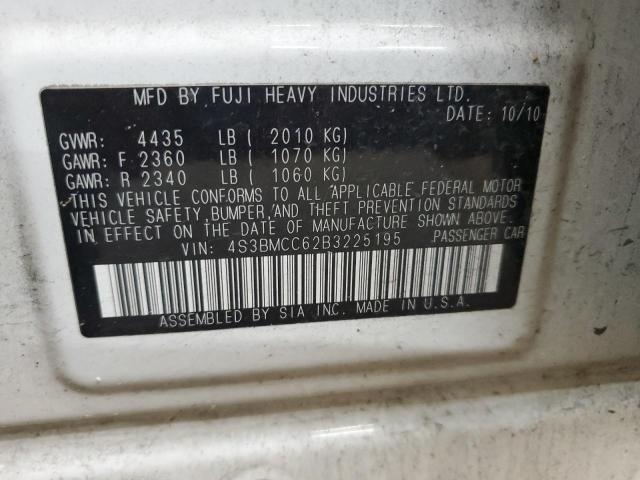 MFD BY FUJI HEAVY INDUSTRIES LTD.
DATE: 10/10
GVWR: 4435 LB ( 2010 KG)
GAWR: F 2360 LB ( 1070 KG)
GAWR: R 2340 LB ( 1060 KG)
THIS VEHICLE CONFORMS TO ALL APPLICABLE FEDERAL MOTOR
VEHICLE SAFETY, BUMPER, AND THEFT PREVENTION STANDARDS
IN EFFECT ON THE DATE OF MANUFACTURE SHOWN ABOVE.
VIN: 4S3BMCC62B3225195 PASSENGER CAR
ASSEMBLED BY SIA INC. MADE IN U.S.A.